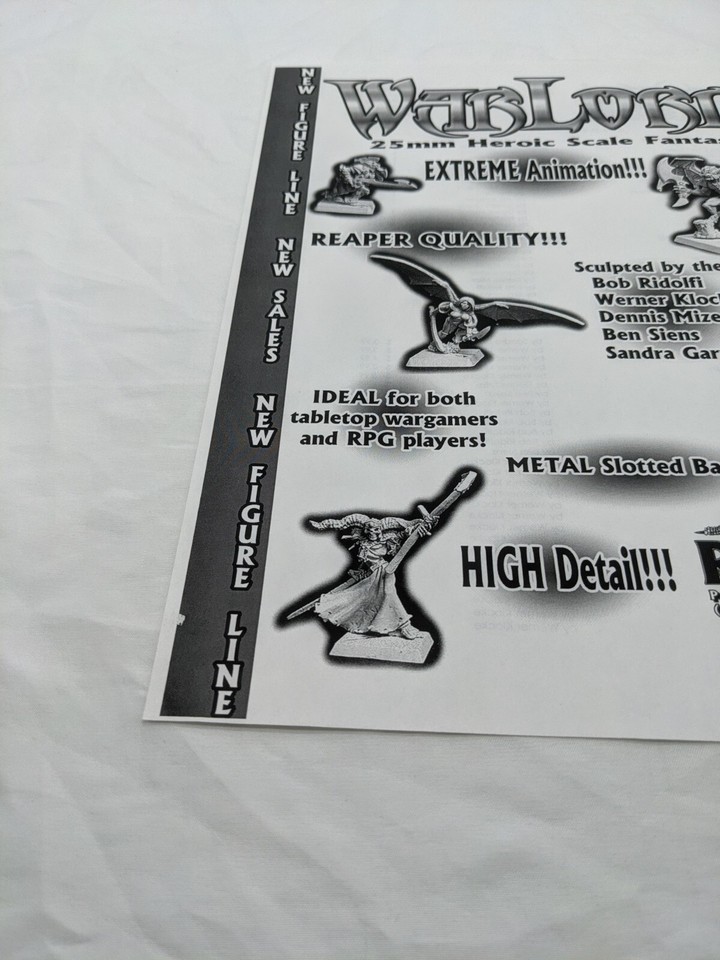 NEW FIGURE LINE NEW SALES NEW FIGURE LINE
WARLOR
25mm Heroic Scale Fanta
EXTREME Animation!!!
REAPER QUALITY!!!
Sculpted by the
Bob Ridolfi
Werner Kloc
Dennis Mize
Ben Siens
Sandra Gar
IDEAL for both
tabletop wargamers
and RPG players!
METAL Slotted Ba
HIGH Detail!!!